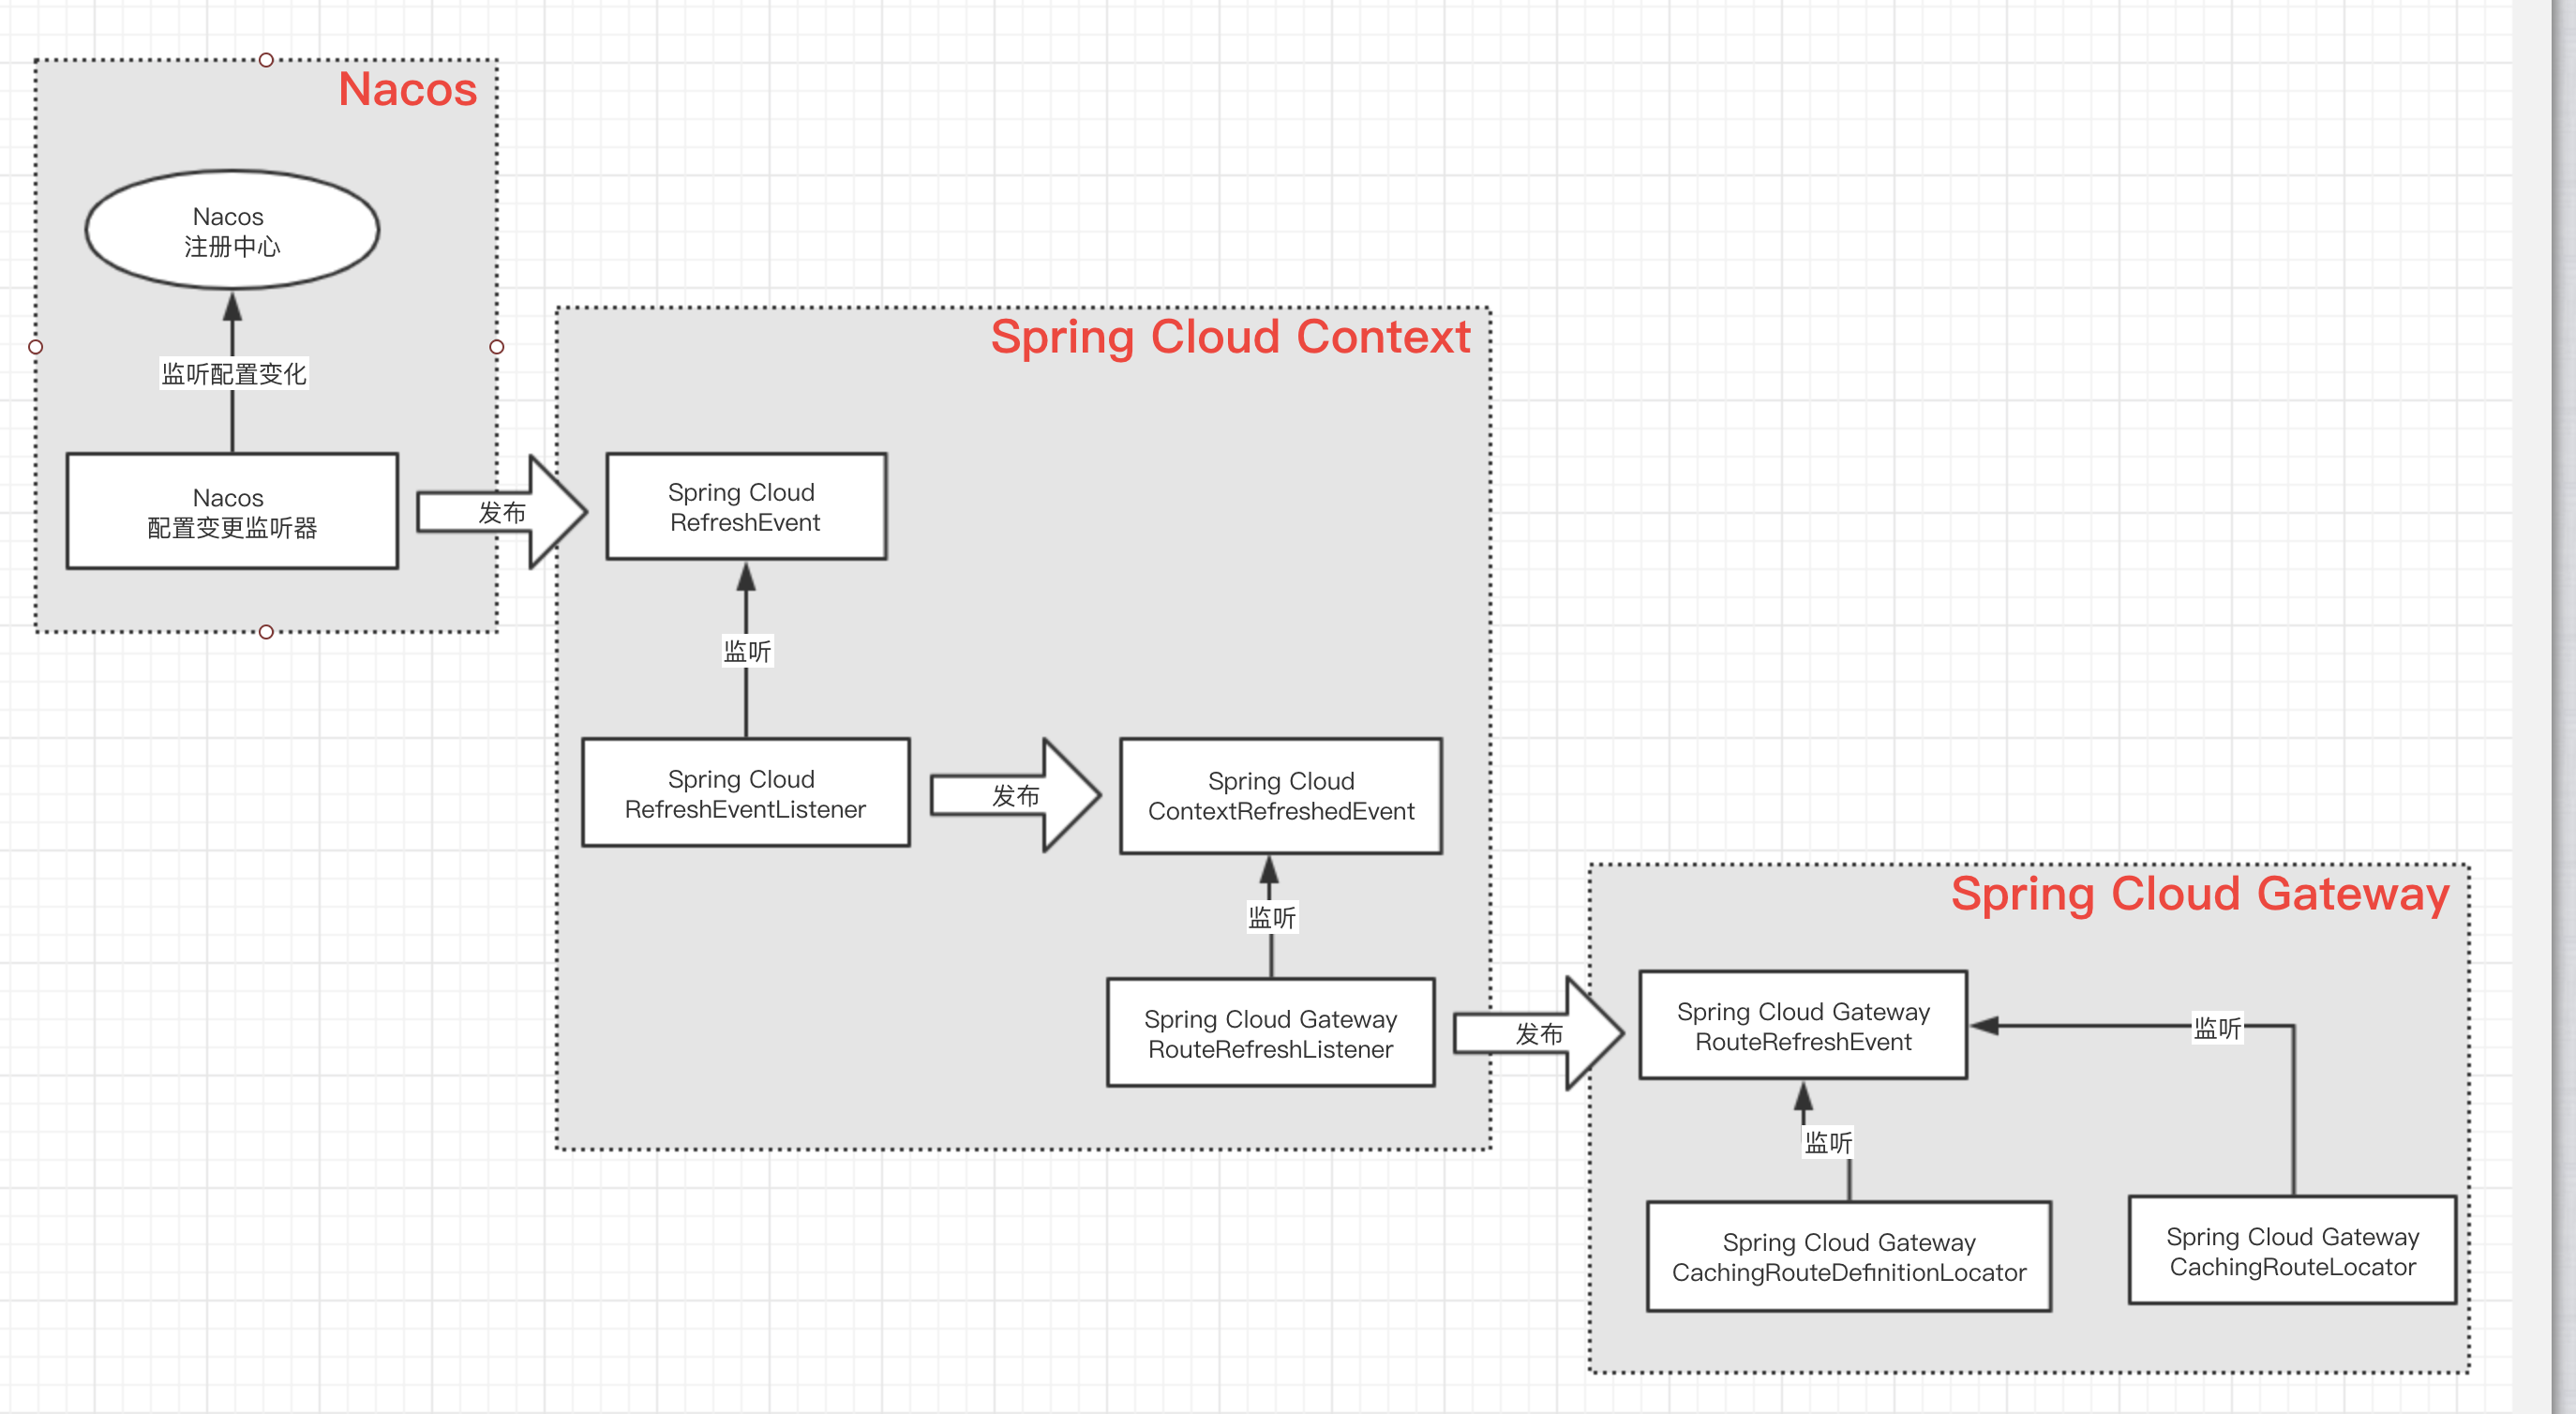 Nacos
Nacos
注册中心
监听配置变化
Nacos
配置变更监听器
发布
Spring Cloud Context
Spring Cloud
RefreshEvent
监听
Spring Cloud
RefreshEventListener
发布
Spring Cloud
ContextRefreshedEvent
监听
Spring Cloud Gateway
RouteRefreshListener
发布
Spring Cloud Gateway
Spring Cloud Gateway
RouteRefreshEvent
监听
监听
Spring Cloud Gateway
CachingRouteDefinitionLocator
Spring Cloud Gateway
CachingRouteLocator